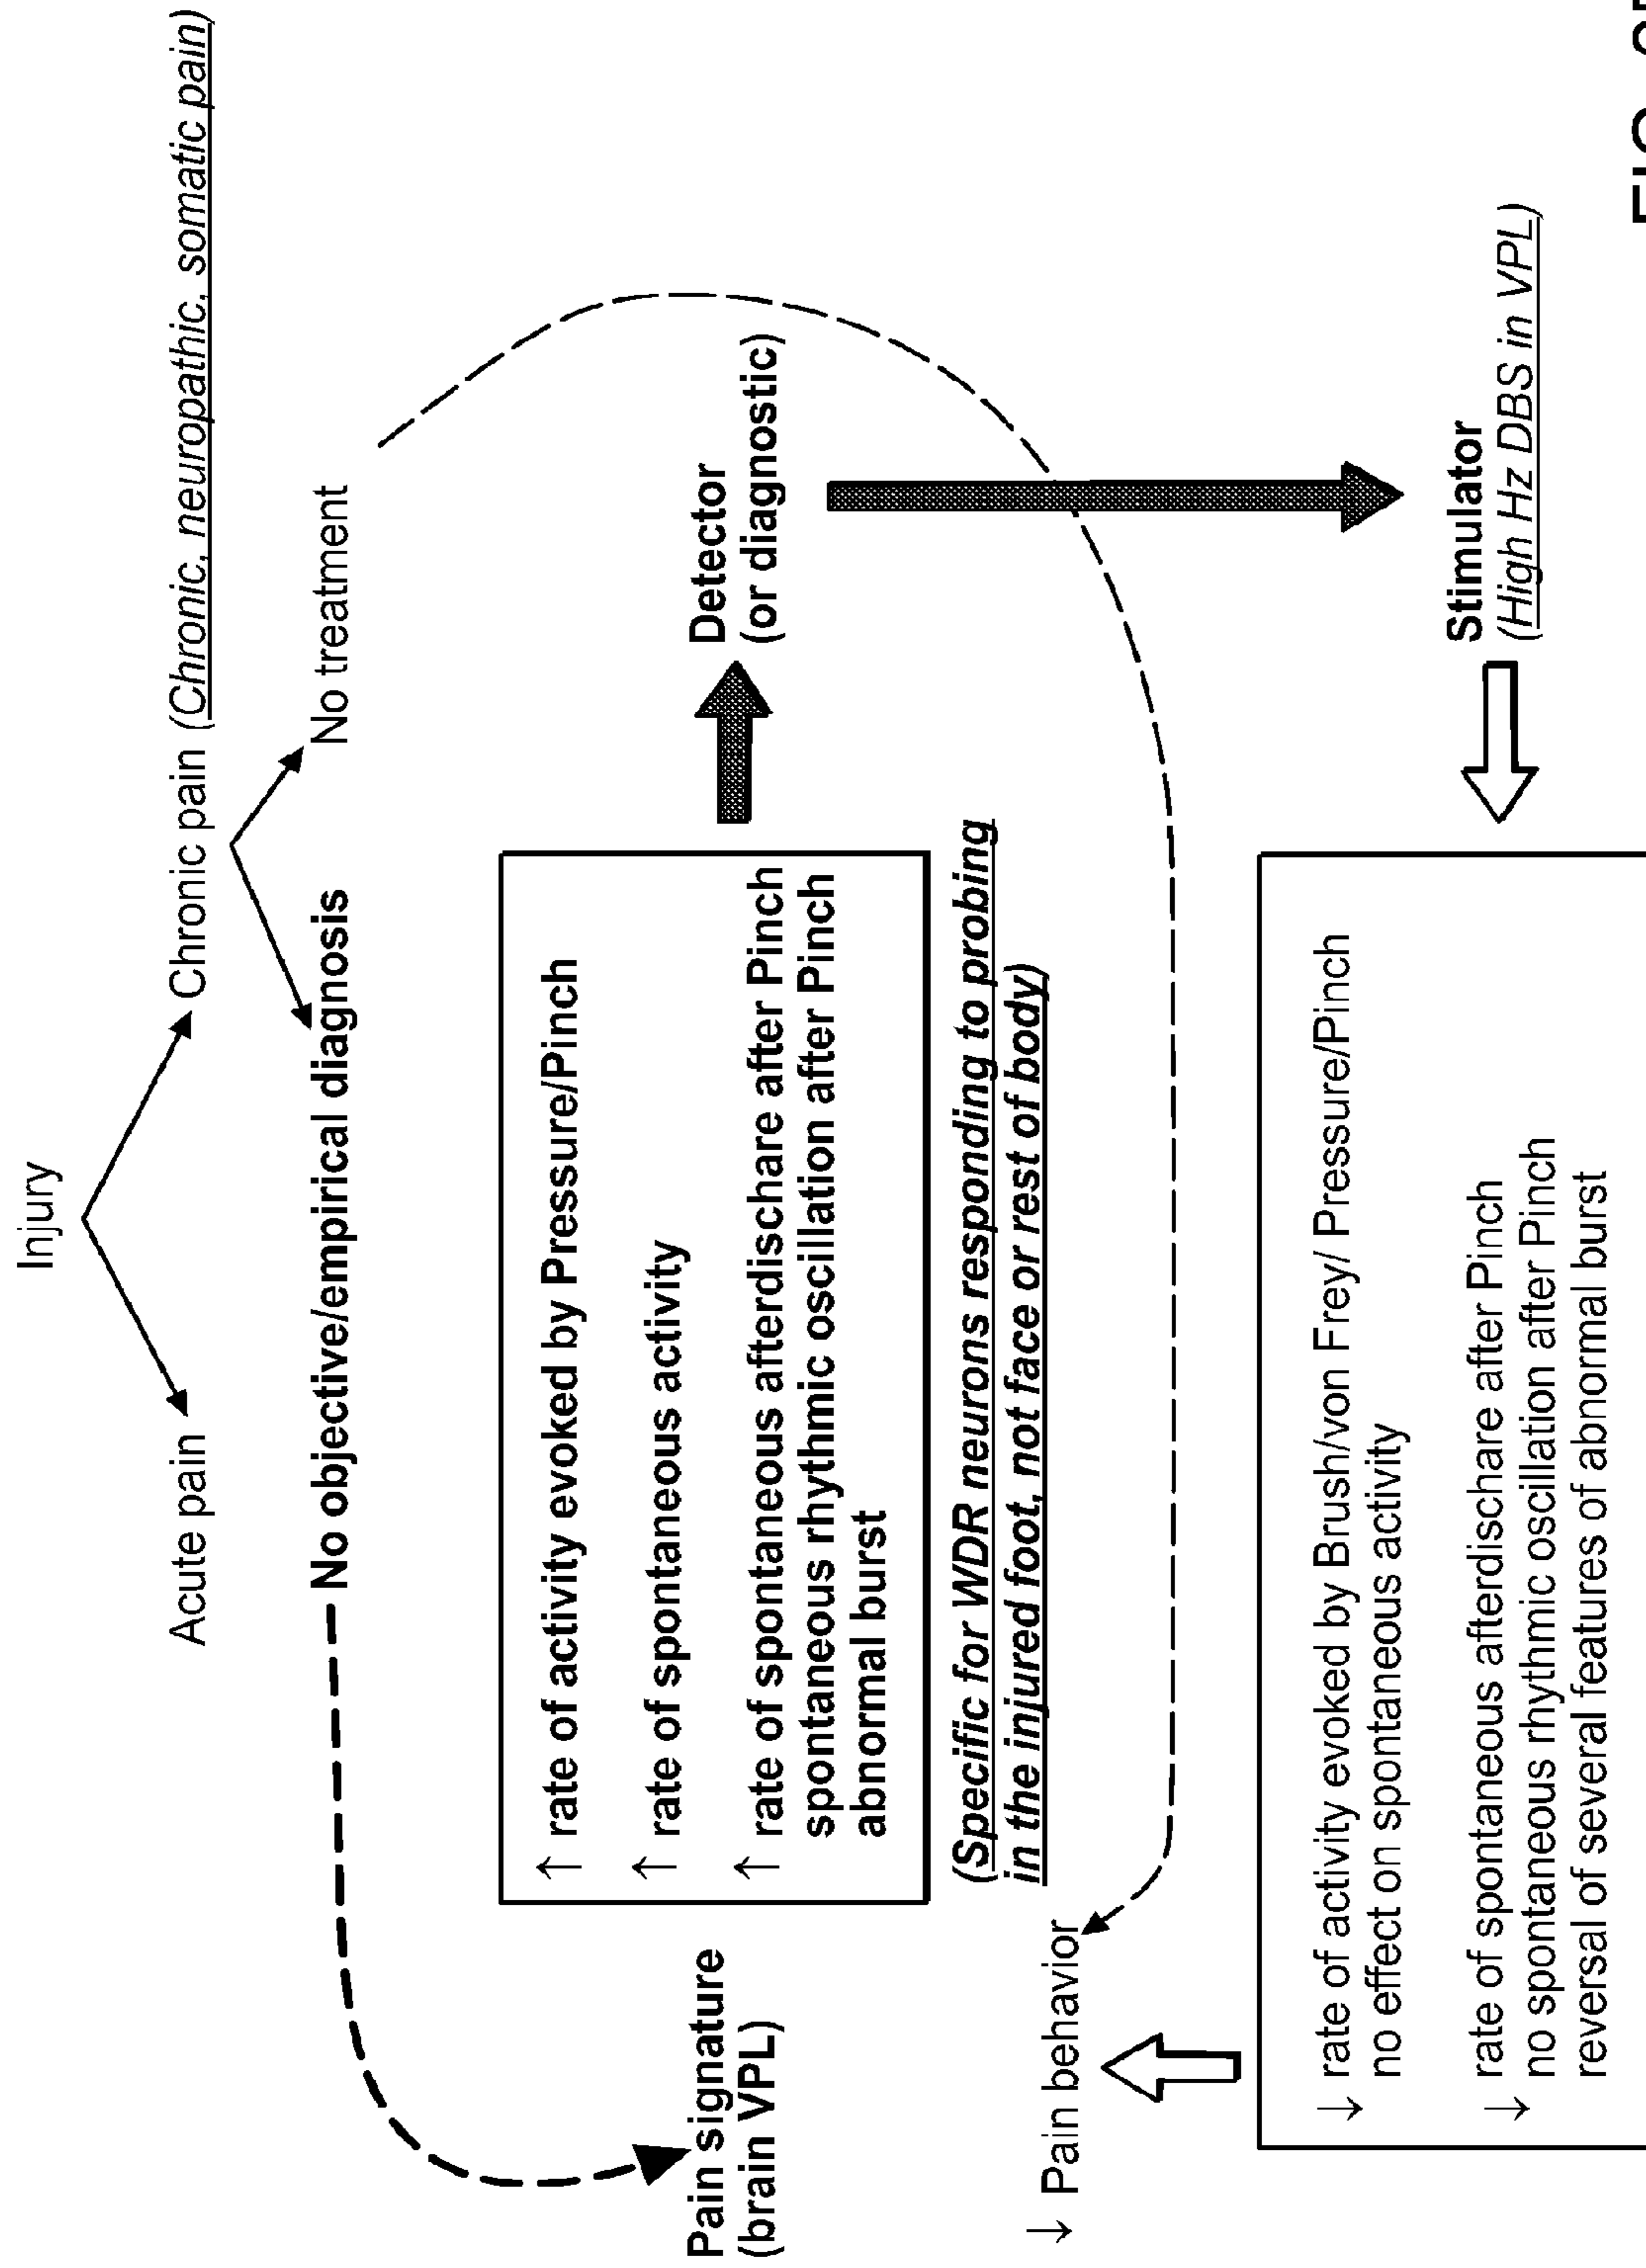 Injury
Acute pain
Chronic pain (Chronic, neuropathic, somatic pain)
No objective/empirical diagnosis
No treatment
Pain signature
(brain VPL)
↑ rate of activity evoked by Pressure/Pinch
↑ rate of spontaneous activity
↑ rate of spontaneous afterdischare after Pinch
spontaneous rhythmic oscillation after Pinch
abnormal burst
Detector
(or diagnostic)
(Specific for WDR neurons responding to probing
in the injured foot, not face or rest of body)
↓ Pain behavior
↓ rate of activity evoked by Brush/von Frey/ Pressure/Pinch
no effect on spontaneous activity
↓ rate of spontaneous afterdischare after Pinch
no spontaneous rhythmic oscillation after Pinch
reversal of several features of abnormal burst
Stimulator
(High Hz DBS in VPL)